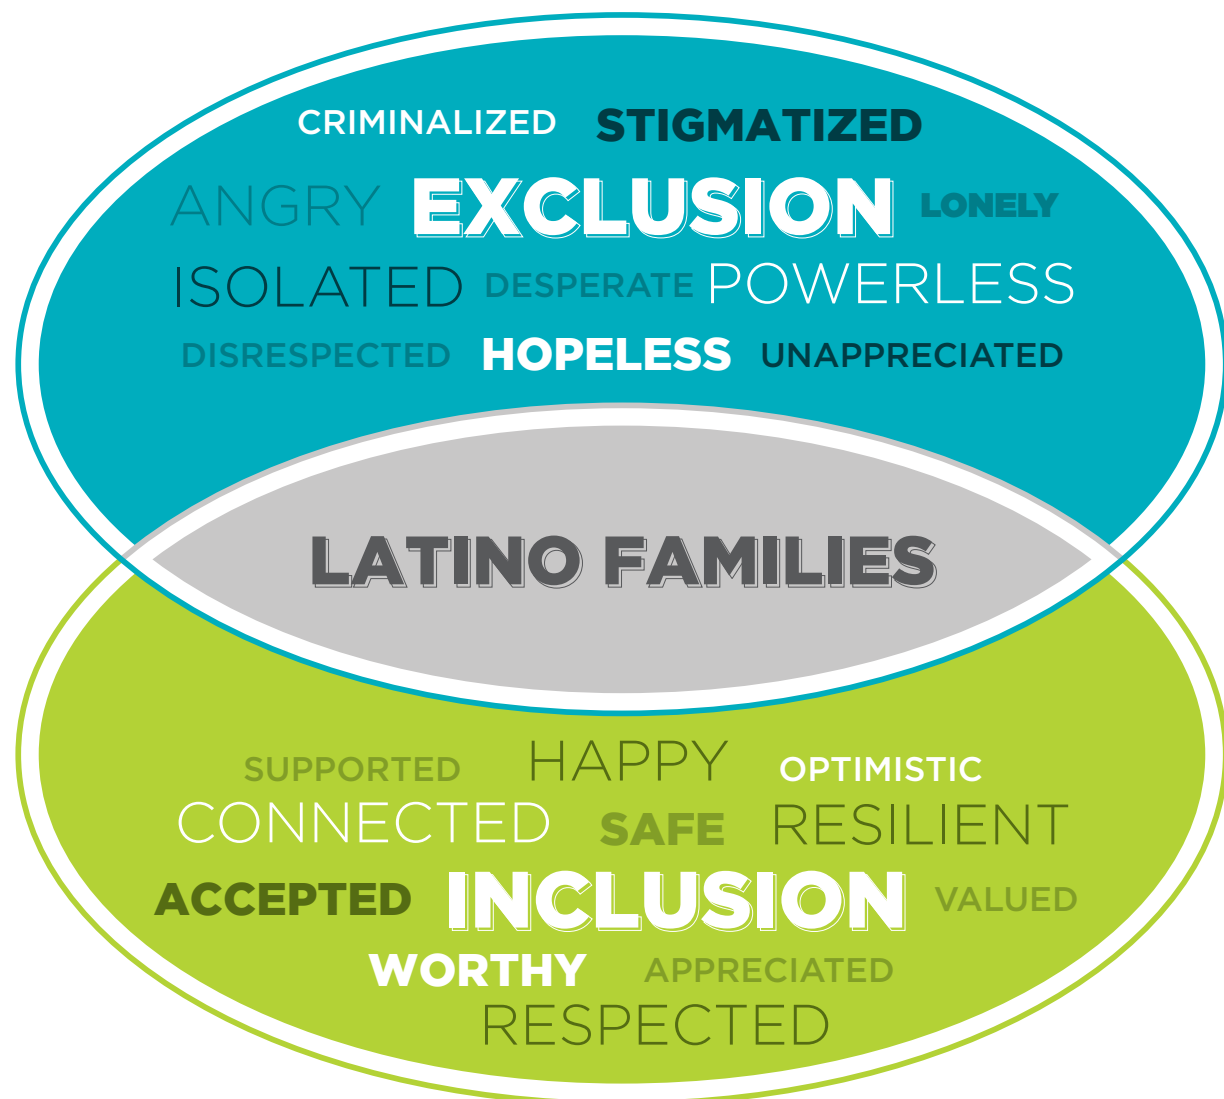 CRIMINALIZED STIGMATIZED
ANGRY EXCLUSION LONELY
ISOLATED DESPERATE POWERLESS
DISRESPECTED HOPELESS UNAPPRECIATED
LATINO FAMILIES
SUPPORTED HAPPY OPTIMISTIC
CONNECTED SAFE RESILIENT
ACCEPTED INCLUSION VALUED
WORTHY APPRECIATED
RESPECTED